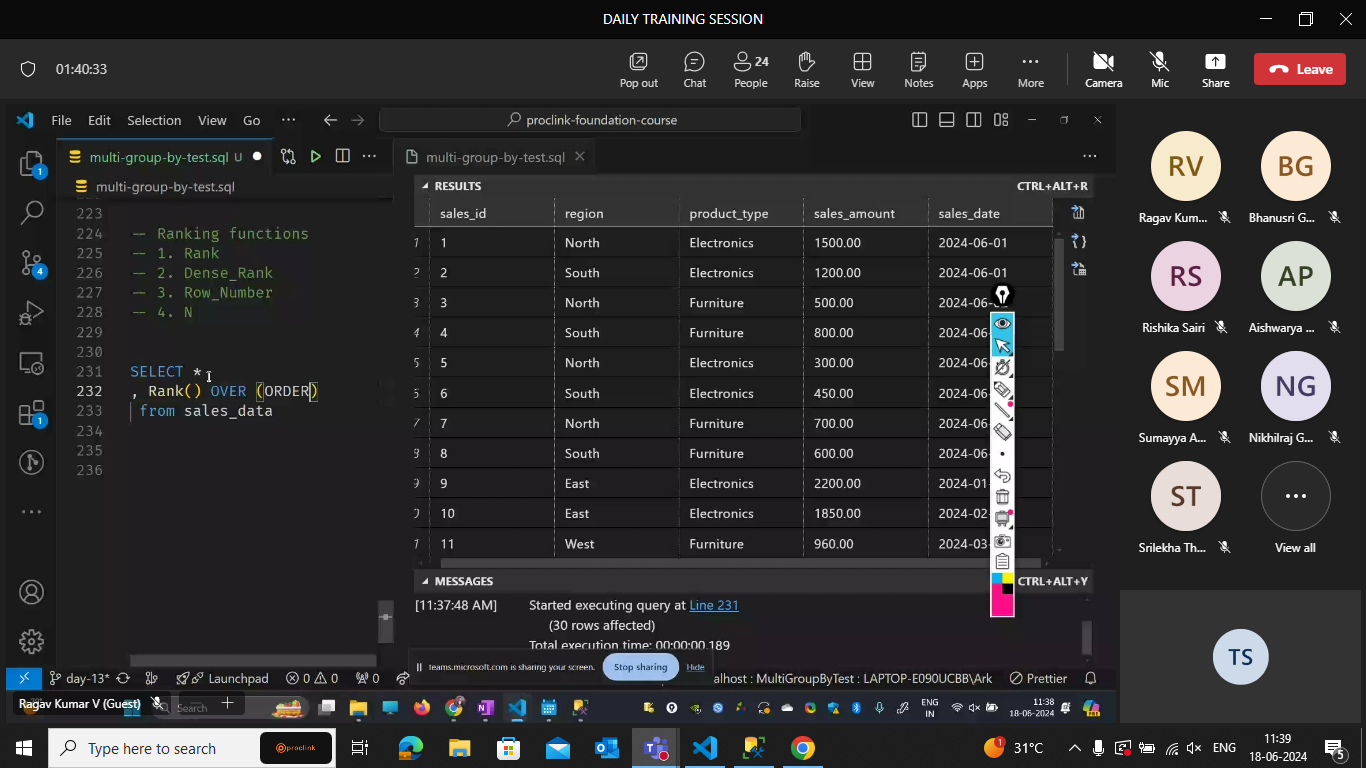 DAILY TRAINING SESSION
01:40:33
Pop out
Chat
24
People
Raise
View
Notes
Apps
More
Camera
Mic
Share
Leave
File Edit Selection View Go
proclink-foundation-course
multi-group-by-test.sql U
multi-group-by-test.sql
multi-group-by-test.sql
RESULTS CTRL+ALT+R
223
224 -- Ranking functions
225 -- 1. Rank
226 -- 2. Dense_Rank
227 -- 3. Row_Number
228 -- 4. N
229
230
231 SELECT *
232 , Rank() OVER (ORDER)
233 from sales_data
234
235
236
sales_id region product_type sales_amount sales_date
1 North Electronics 1500.00 2024-06-01
2 South Electronics 1200.00 2024-06-01
3 North Furniture 500.00 2024-06-
4 South Furniture 800.00 2024-06-
5 North Electronics 300.00 2024-06-
6 South Electronics 450.00 2024-06-
7 North Furniture 700.00 2024-06-
8 South Furniture 600.00 2024-06-
9 East Electronics 2200.00 2024-01-
10 East Electronics 1850.00 2024-02-
11 West Furniture 960.00 2024-03-
MESSAGES CTRL+ALT+Y
[11:37:48 AM] Started executing query at Line 231
(30 rows affected)
Total execution time: 00:00:00.189
teams.microsoft.com is sharing your screen. Stop sharing Hide
day-13* Launchpad 0 0 0 alhost : MultiGroupByTest : LAPTOP-E090UCBB\Ark Prettier
Ragav Kumar V (Guest)
Search
ENG
IN
11:38
18-06-2024
RV
Ragav Kum...
BG
Bhanusri G...
RS
Rishika Sairi
AP
Aishwarya ...
SM
Sumayya A...
NG
Nikhilraj G...
ST
Srilekha Th...
View all
TS
Type here to search
proclink
31°C
ENG
11:39
18-06-2024
5